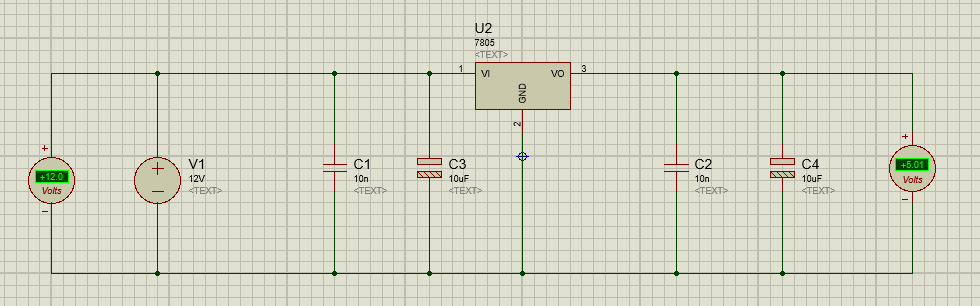 U2
7805
<TEXT>
1
VI
VO
3
GND
2
+
+12.0
Volts
−
+
−
V1
12V
<TEXT>
C1
10n
<TEXT>
C3
10uF
<TEXT>
C2
10n
<TEXT>
C4
10uF
<TEXT>
+
+5.01
Volts
−